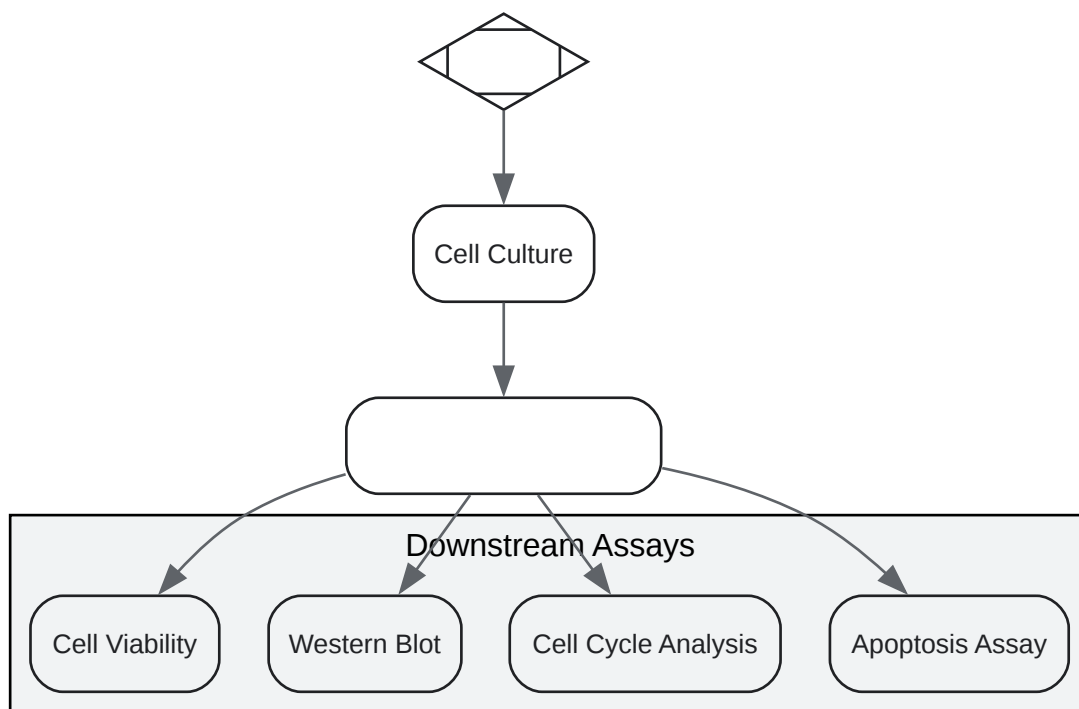 Cell Culture
Downstream Assays
Cell Viability
Western Blot
Cell Cycle Analysis
Apoptosis Assay